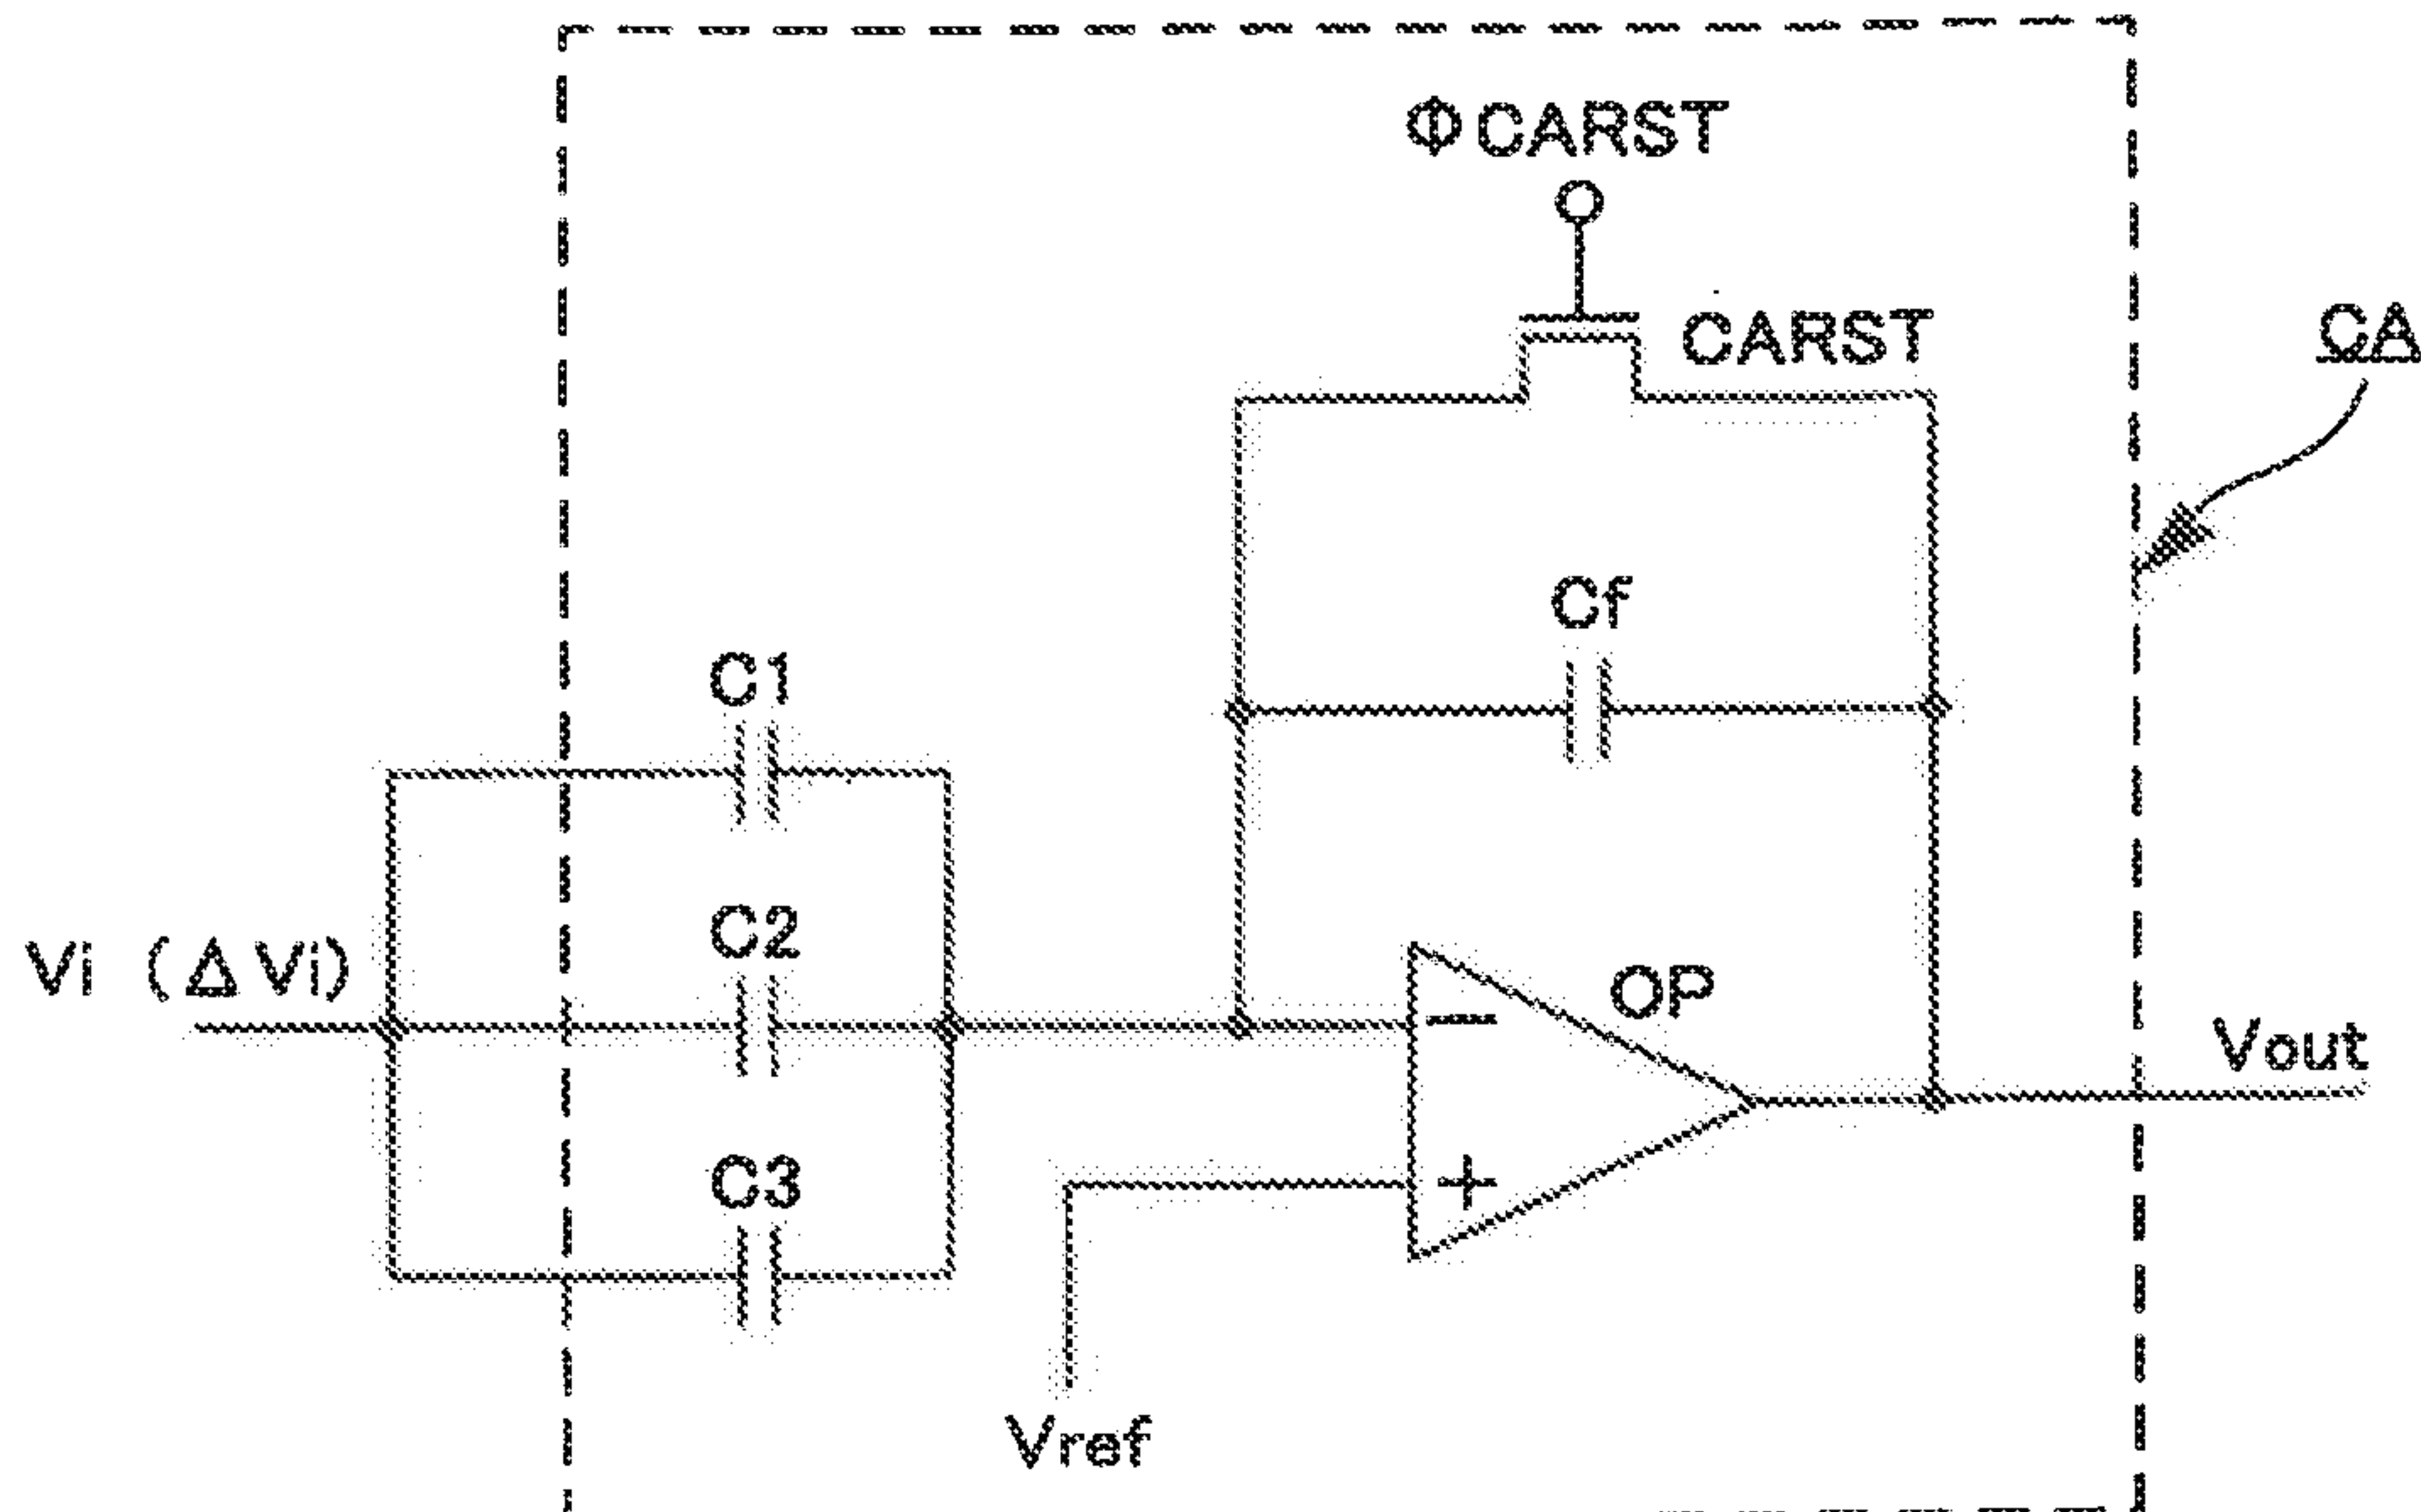 ΦCARST
CARST
CA
Cf
C1
C2
Vi (ΔVi)
OP
-
Vout
C3
+
Vref